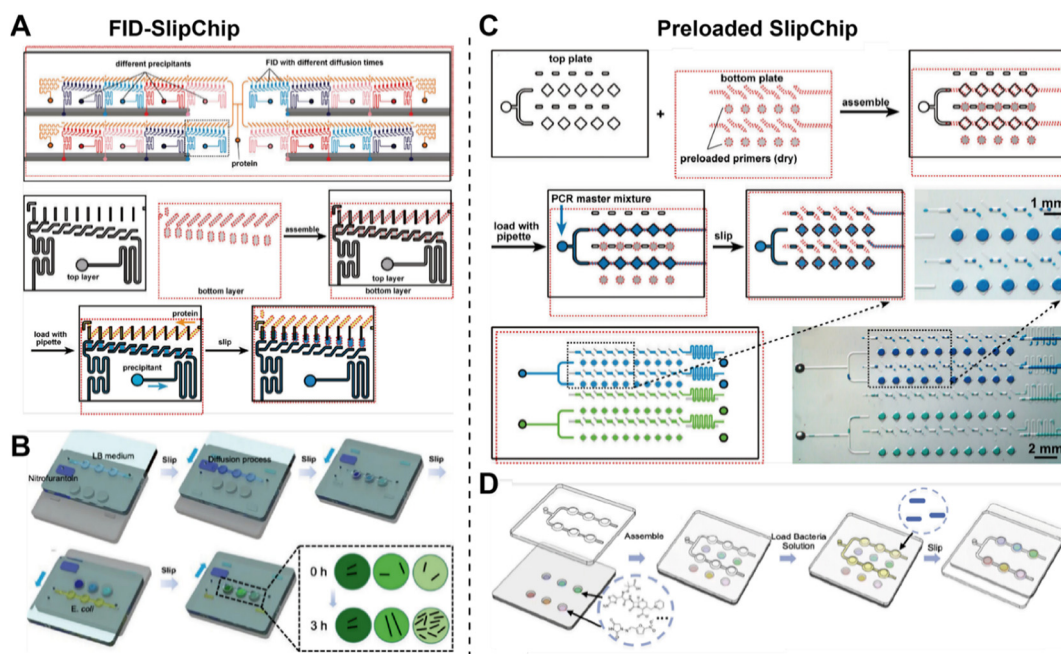 A
FID-SlipChip
different precipitants
FID with different diffusion times
protein
top layer
bottom layer
assemble
top layer
load with
pipette
protein
precipitant
slip
B
LB medium
Nitrofurantoin
Slip
Diffusion process
Slip
Slip
E. coli
Slip
0 h
3 h
C
Preloaded SlipChip
top plate
+
bottom plate
preloaded primers (dry)
assemble
load with
pipette
PCR master mixture
slip
1 mm
2 mm
D
Assemble
Load Bacteria
Solution
Slip
...